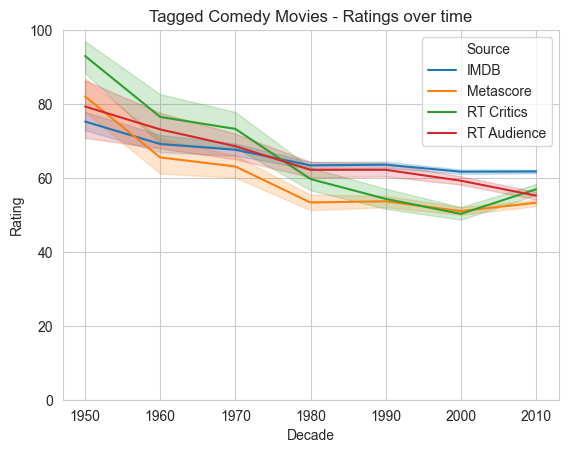 Tagged Comedy Movies - Ratings over time
100
80
60
40
20
0
Rating
Source
IMDB
Metascore
RT Critics
RT Audience
1950 1960 1970 1980 1990 2000 2010
Decade